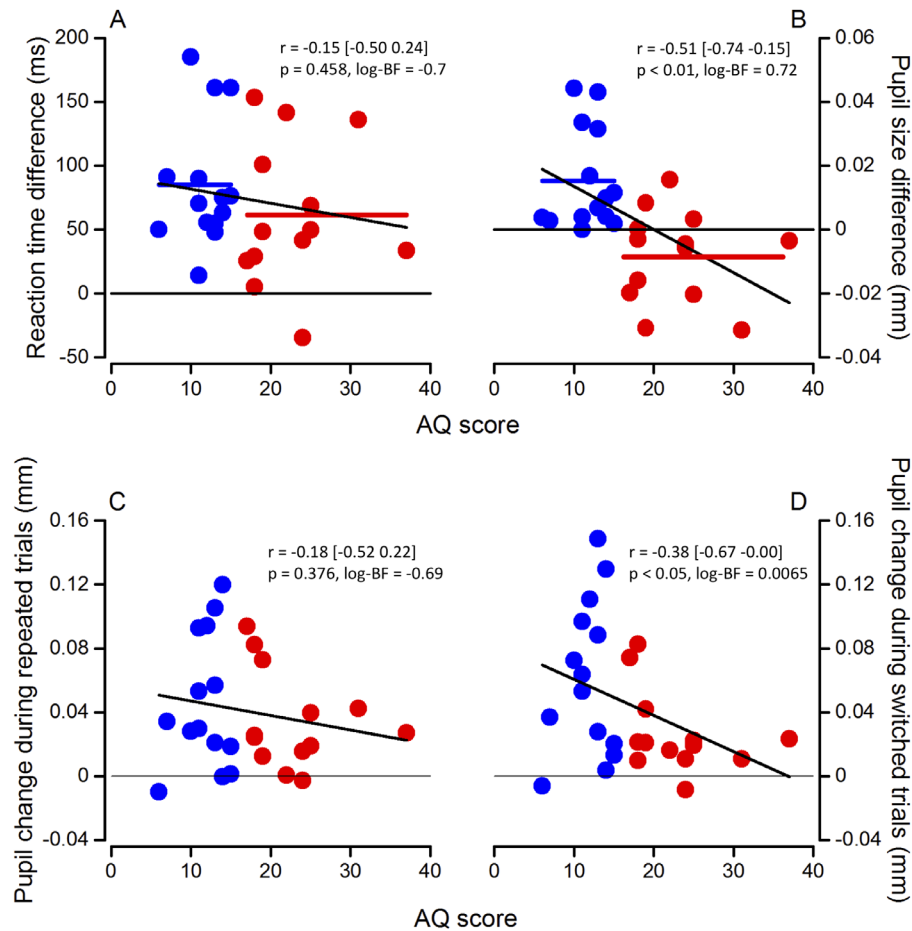 A
B
r = -0.15 [-0.50 0.24]
p = 0.458, log-BF = -0.7
r = -0.51 [-0.74 -0.15]
p < 0.01, log-BF = 0.72
Reaction time difference (ms)
200
150
100
50
0
-50
0 10 20 30 40
AQ score
Pupil size
difference (mm)
0.06
0.04
0.02
0
-0.02
-0.04
0 10 20 30 40
AQ score
C
D
r = -0.18 [-0.52 0.22]
p = 0.376, log-BF = -0.69
r = -0.38 [-0.67 -0.00]
p < 0.05, log-BF = 0.0065
Pupil change during repeated trials (mm)
0.16
0.12
0.08
0.04
0
-0.04
0 10 20 30 40
AQ score
Pupil change during switched trials (mm)
0.16
0.12
0.08
0.04
0
-0.04
0 10 20 30 40
AQ score